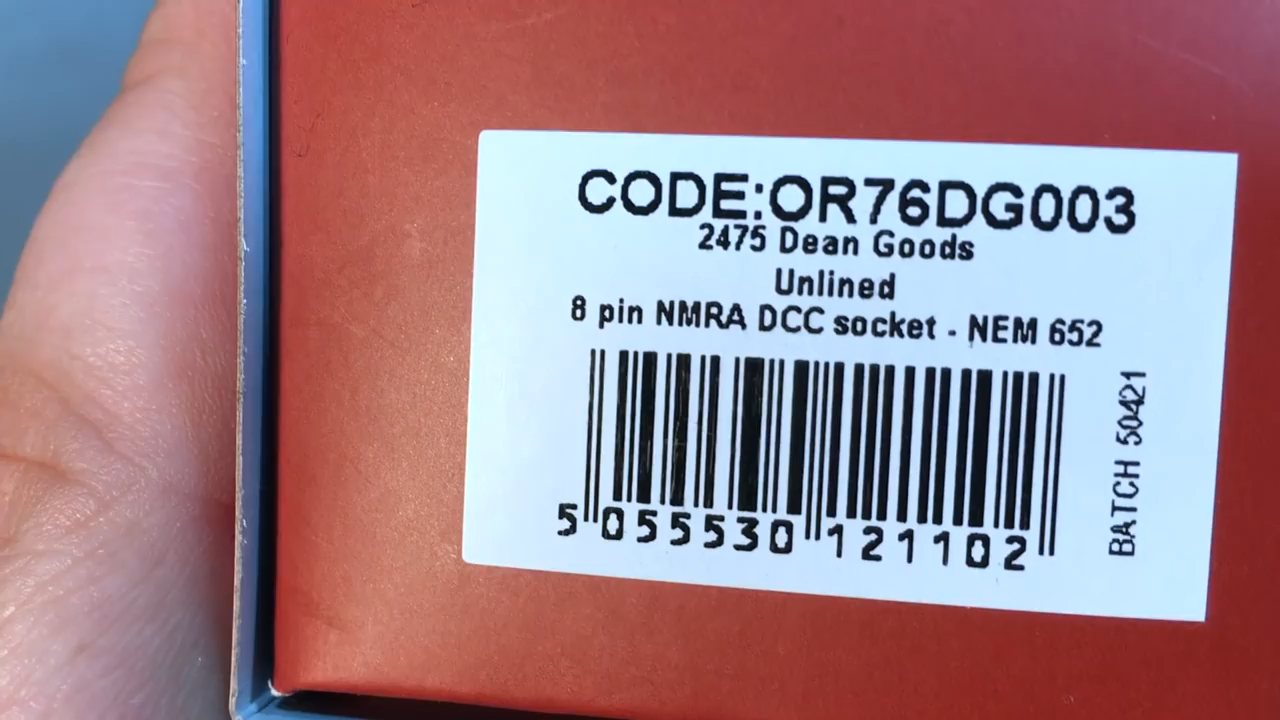 CODE:OR76DG003
2475 Dean Goods
Unlined
8 pin NMRA DCC socket - NEM 652
5 055530 121102
BATCH 50421